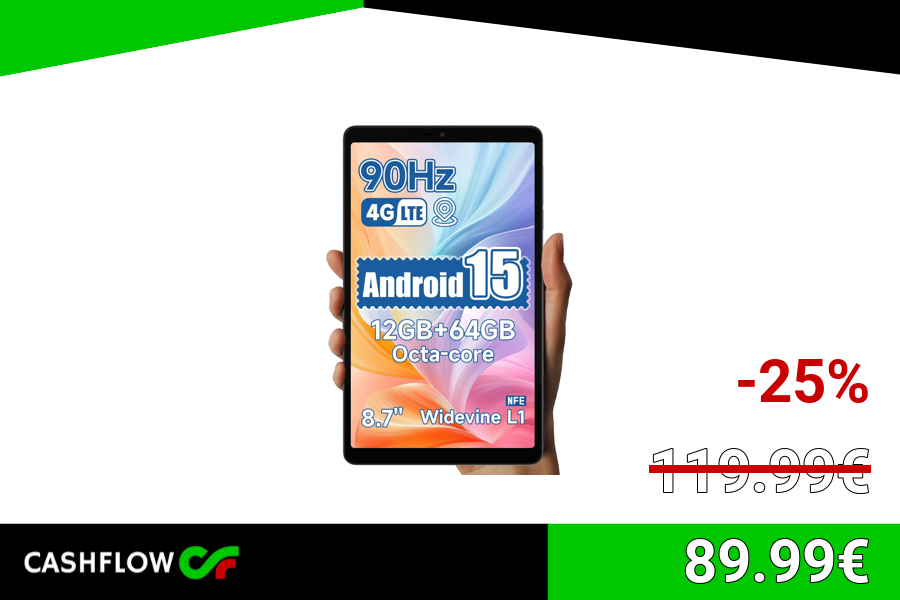 90Hz
4G LTE
Android 15
12GB+64GB
Octa-core
NFE
8.7" Widevine L1
-25%
119.99€
CASHFLOW
89.99€